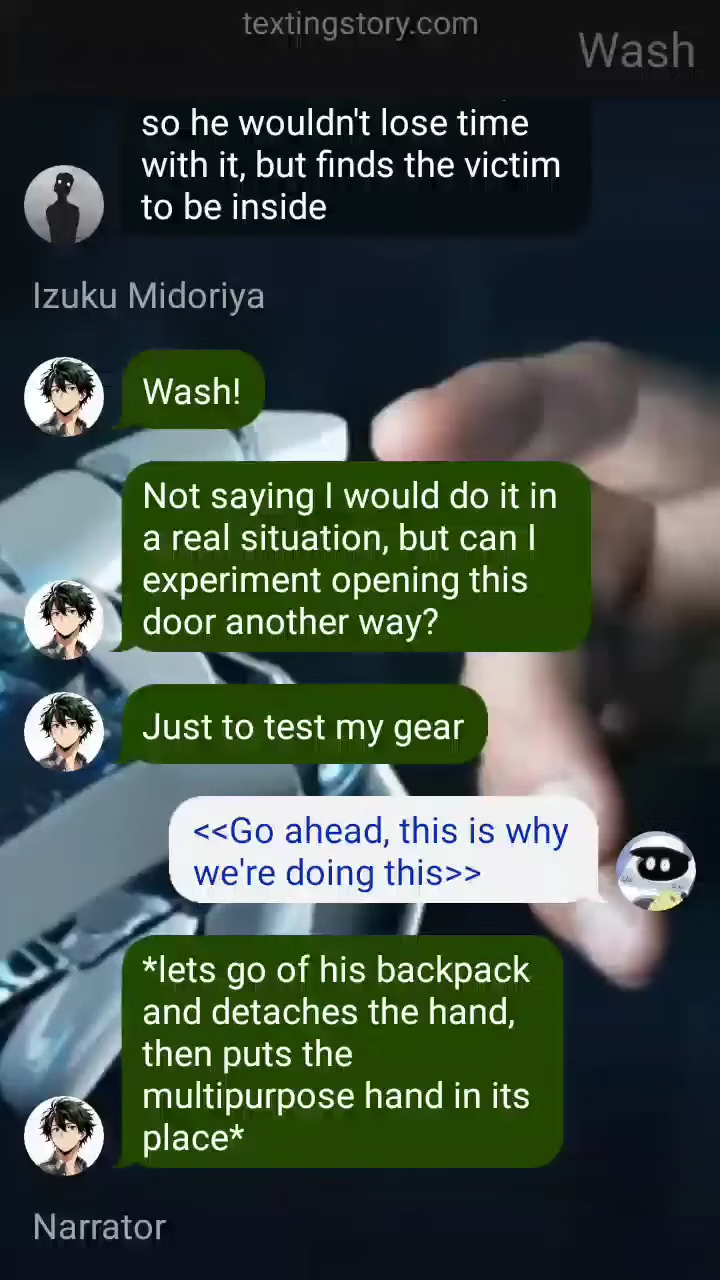 textingstory.com
Wash
so he wouldn't lose time
with it, but finds the victim
to be inside
Izuku Midoriya
Wash!
Not saying I would do it in
a real situation, but can I
experiment opening this
door another way?
Just to test my gear
<<Go ahead, this is why
we're doing this>>
*lets go of his backpack
and detaches the hand,
then puts the
multipurpose hand in its
place*
Narrator